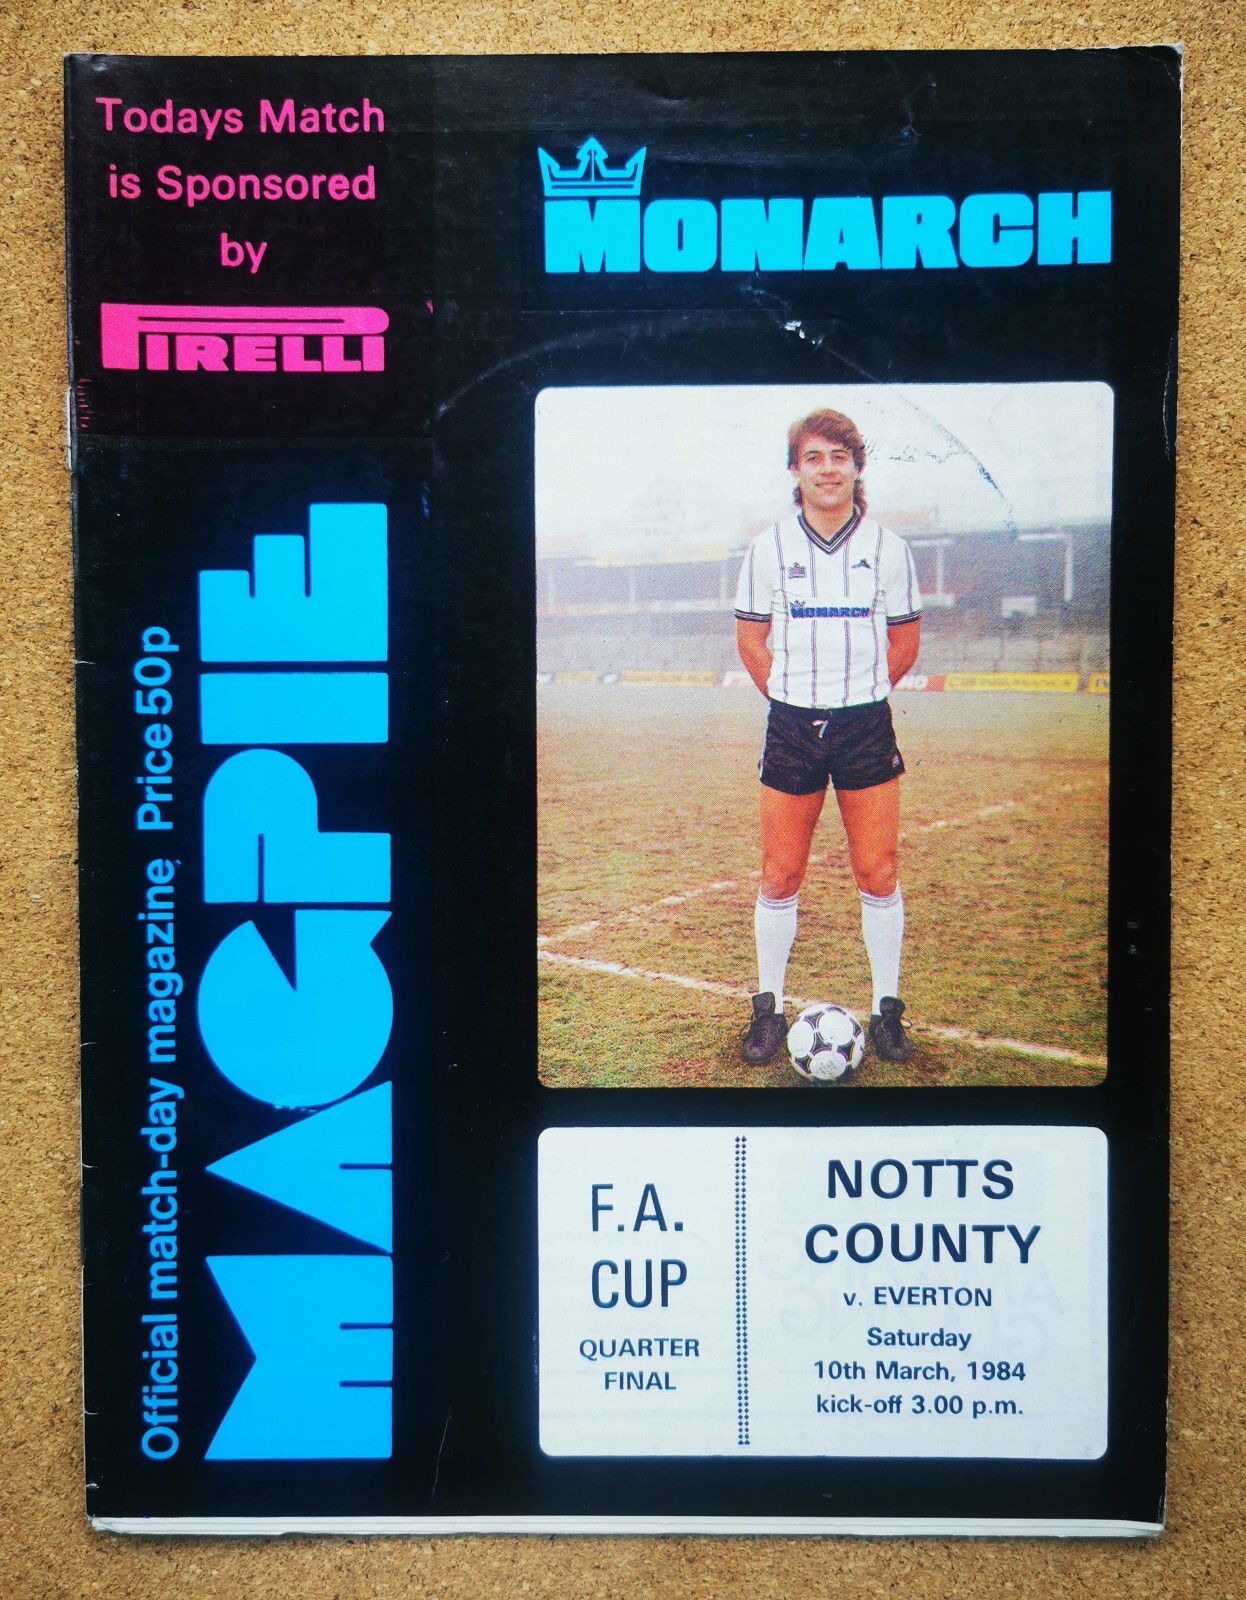 Todays Match
is Sponsored
by
PIRELLI
MONARCH
MAGPIE
Official match-day magazine Price 50p
MONARCH
7
F.A.
CUP
QUARTER
FINAL
NOTTS
COUNTY
v. EVERTON
Saturday
10th March, 1984
kick-off 3.00 p.m.